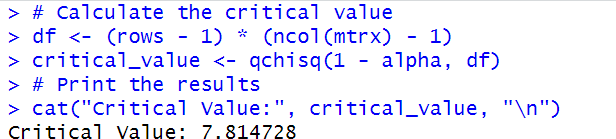 > # Calculate the critical value
> df <- (rows - 1) * (ncol(mtrx) - 1)
> critical_value <- qchisq(1 - alpha, df)
> # Print the results
> cat("Critical Value:", critical_value, "\n")
Critical Value: 7.814728